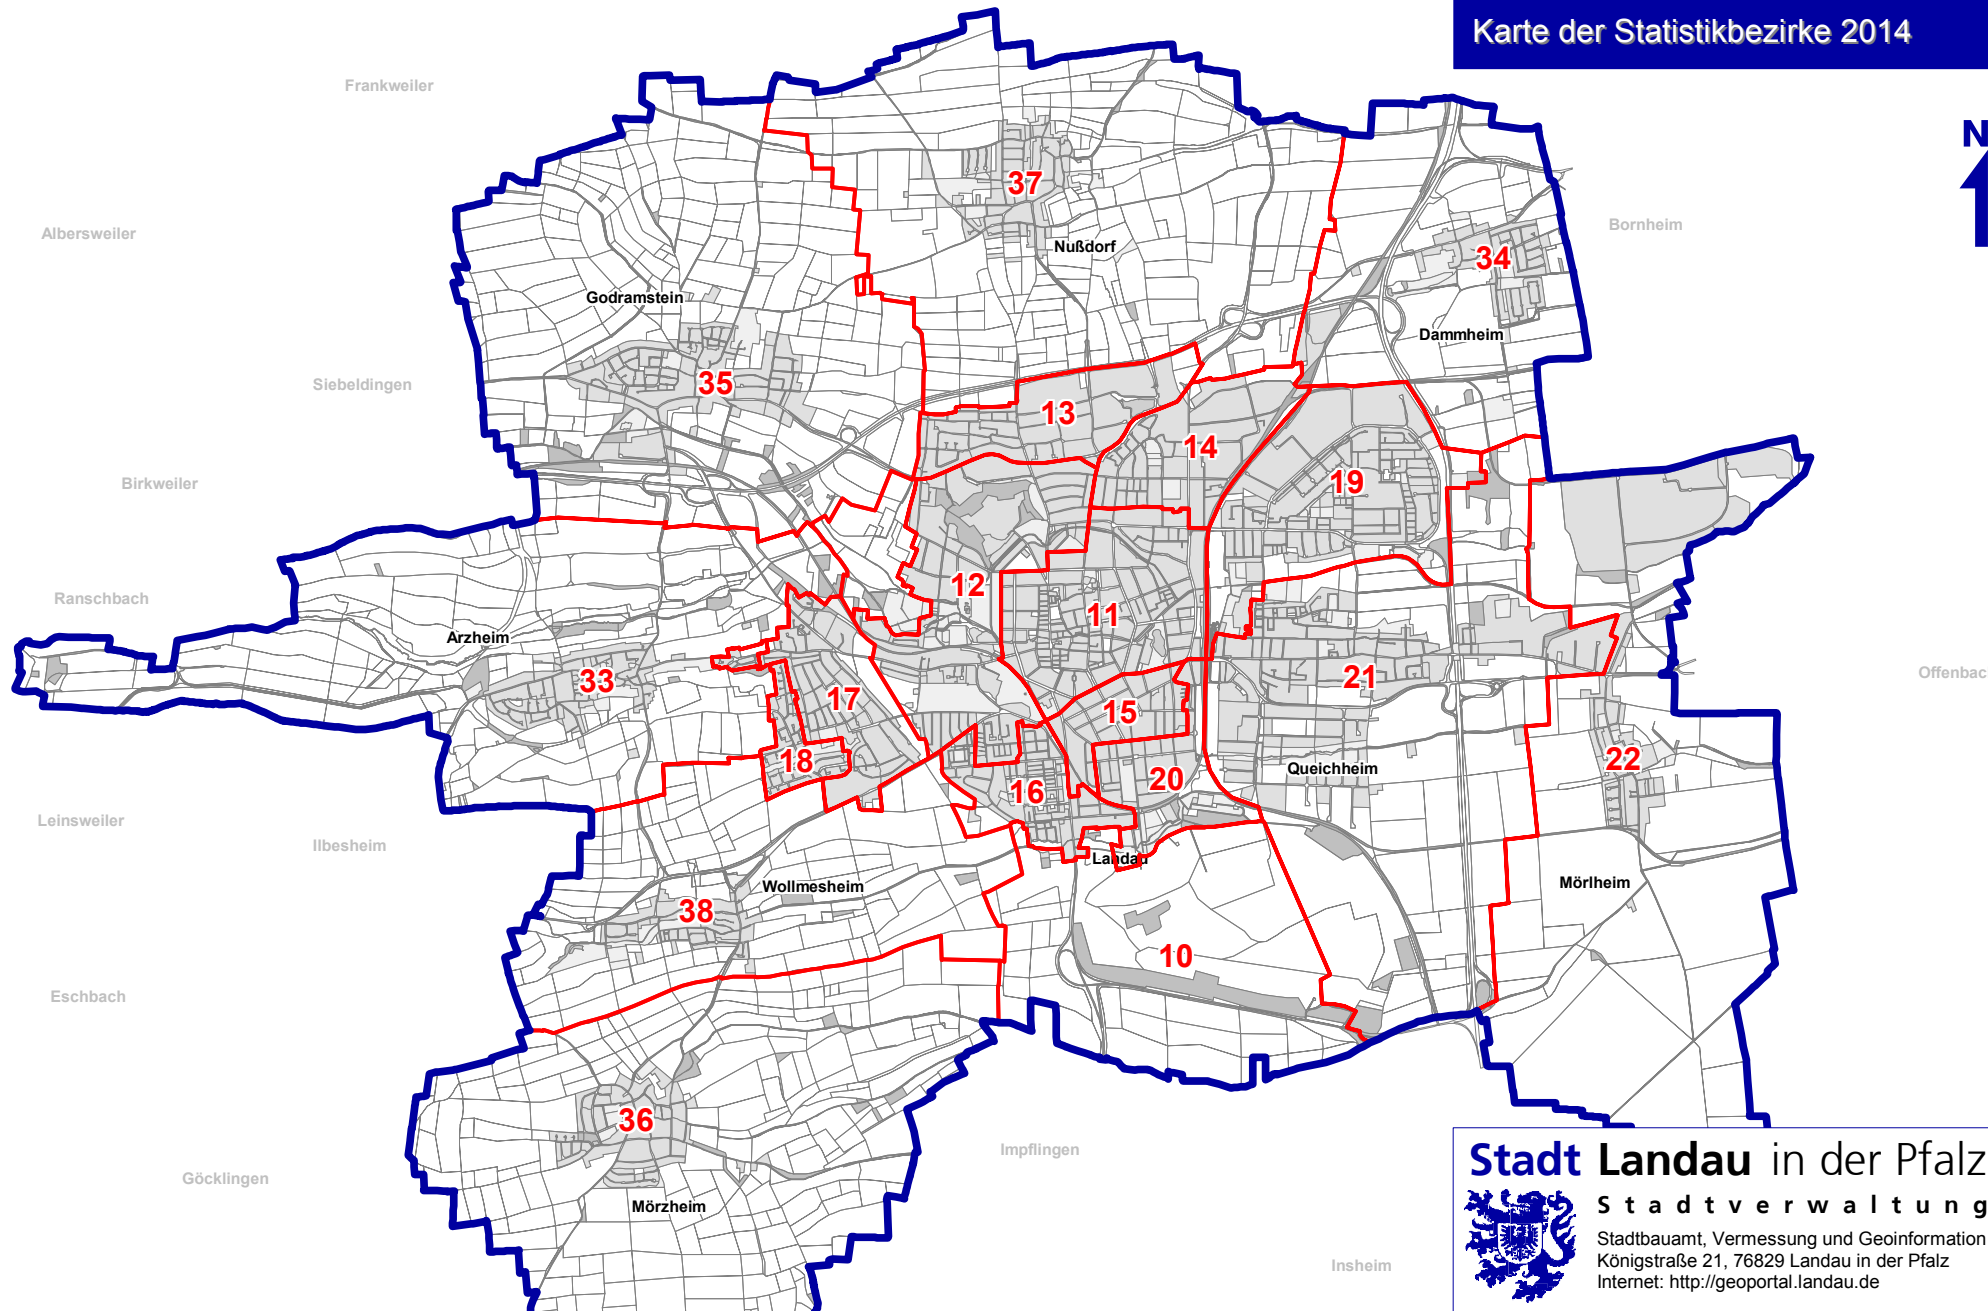 Karte der Statistikbezirke 2014
N
Frankweiler
37
Albersweiler
Bornheim
Nußdorf
34
Godramstein
Dammheim
Siebeldingen
35
13
14
Birkweiler
19
12
Ranschbach
11
Arzheim
33
21
Offenbac
17
15
18
22
Queichheim
20
16
Leinsweiler
Ilbesheim
Landau
Wollmesheim
Mörlheim
38
10
Eschbach
36
Impflingen
Göcklingen
Mörzheim
Insheim
Stadt Landau in der Pfalz
Stadtverwaltung
Stadtbauamt, Vermessung und Geoinformation
Königstraße 21, 76829 Landau in der Pfalz
Internet: http://geoportal.landau.de